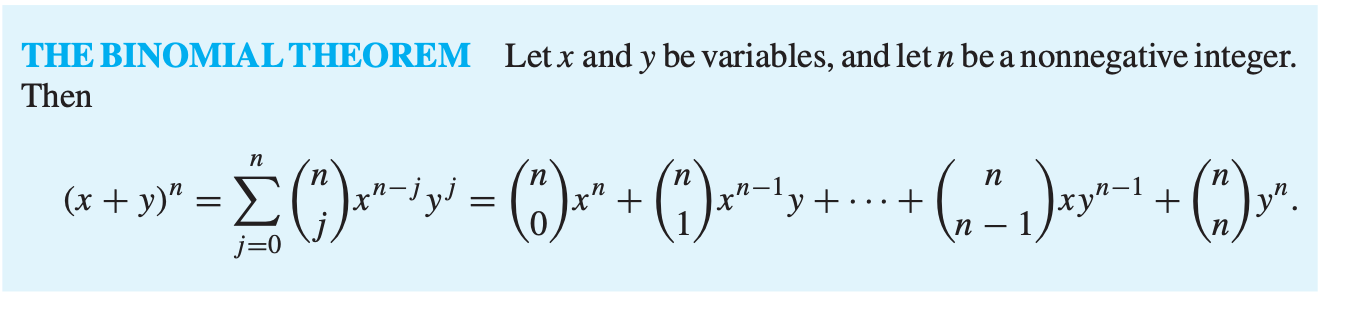 THE BINOMIAL THEOREM Let x and y be variables, and let n be a nonnegative integer.
Then
$(x + y)^n = \sum_{j=0}^{n} \binom{n}{j} x^{n-j} y^j = \binom{n}{0} x^n + \binom{n}{1} x^{n-1} y + \cdots + \binom{n}{n-1} x y^{n-1} + \binom{n}{n} y^n.$